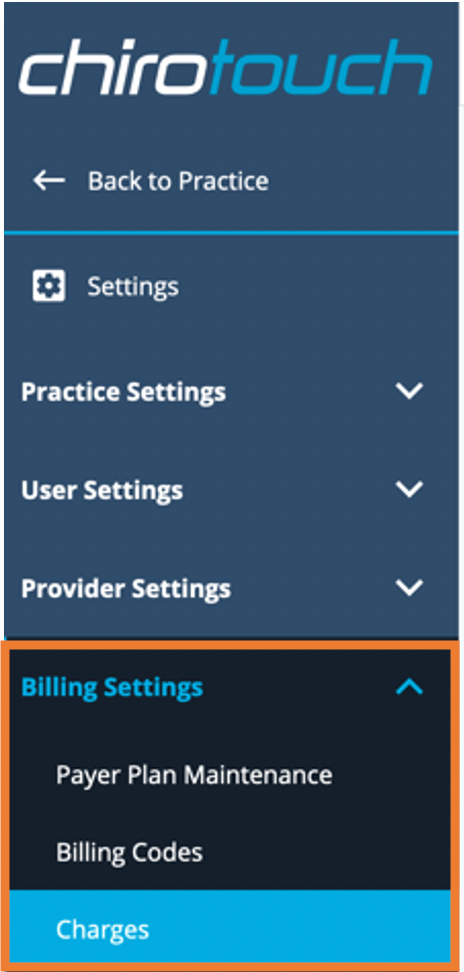 chirotouch
Back to Practice
Settings
Practice Settings
User Settings
Provider Settings
Billing Settings
Payer Plan Maintenance
Billing Codes
Charges